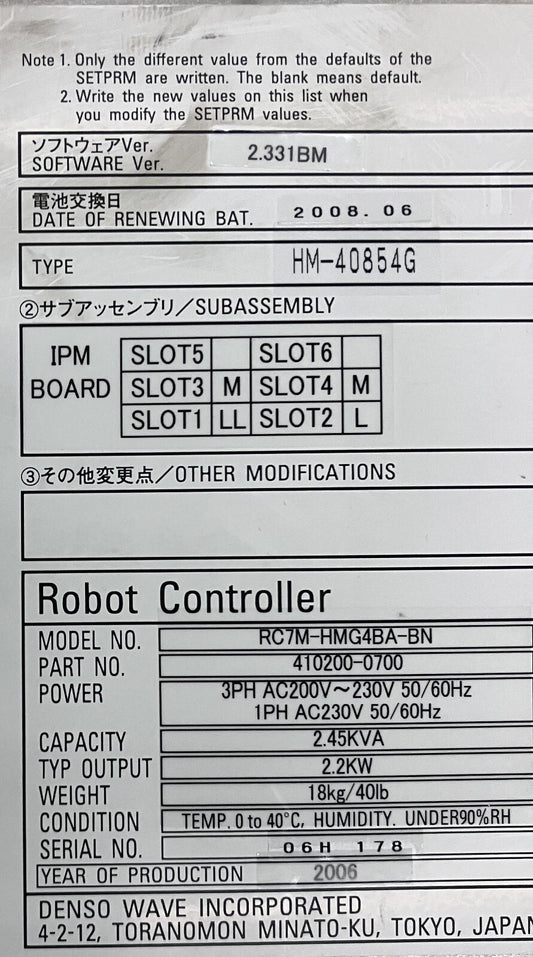 Note 1. Only the different value from the defaults of the
SETPRM are written. The blank means default.
2. Write the new values on this list when
you modify the SETPRM values.
ソフトウェアVer.
SOFTWARE Ver. 2.331BM
電池交換日
DATE OF RENEWING BAT. 2008. 06
TYPE HM-40854G
②サブアッセンブリ／SUBASSEMBLY
IPM SLOT5 SLOT6
BOARD SLOT3 M SLOT4 M
SLOT1 LL SLOT2 L
③その他変更点／OTHER MODIFICATIONS
Robot Controller
MODEL NO. RC7M-HMG4BA-BN
PART NO. 410200-0700
POWER 3PH AC200V～230V 50/60Hz
1PH AC230V 50/60Hz
CAPACITY 2.45KVA
TYP OUTPUT 2.2KW
WEIGHT 18kg/40lb
CONDITION TEMP. 0 to 40°C, HUMIDITY. UNDER90%RH
SERIAL NO. 06H 178
YEAR OF PRODUCTION 2006
DENSO WAVE INCORPORATED
4-2-12, TORANOMON MINATO-KU, TOKYO, JAPAN